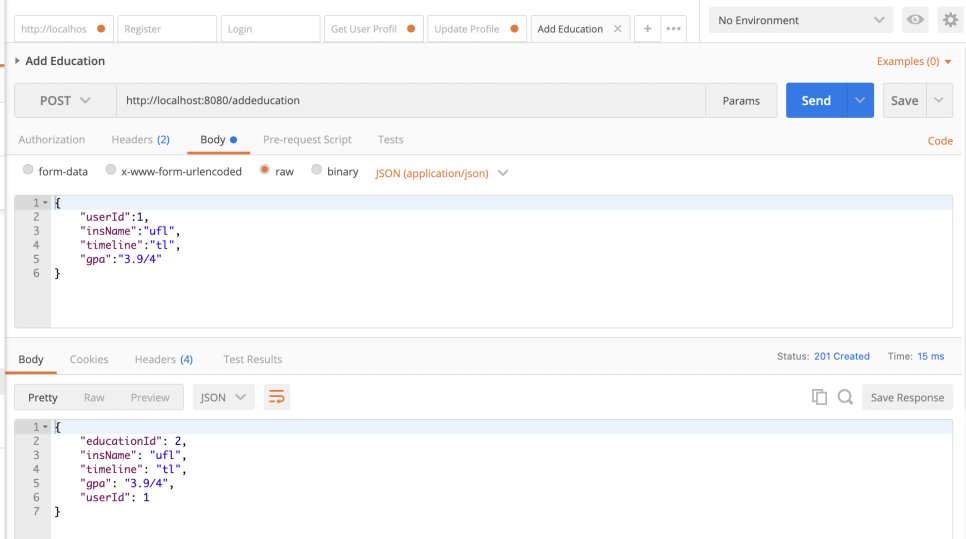 http://localhos
Register
Login
Get User Profil
Update Profile
Add Education
No Environment
Add Education
Examples (0)
POST
http://localhost:8080/addeducation
Params
Send
Save
Authorization
Headers (2)
Body
Pre-request Script
Tests
Code
form-data
x-www-form-urlencoded
raw
binary
JSON (application/json)
1 {
2 "userId":1,
3 "insName":"ufl",
4 "timeline":"tl",
5 "gpa":"3.9/4"
6 }
Body
Cookies
Headers (4)
Test Results
Status: 201 Created
Time: 15 ms
Pretty
Raw
Preview
JSON
Save Response
1 {
2 "educationId": 2,
3 "insName": "ufl",
4 "timeline": "tl",
5 "gpa": "3.9/4",
6 "userId": 1
7 }